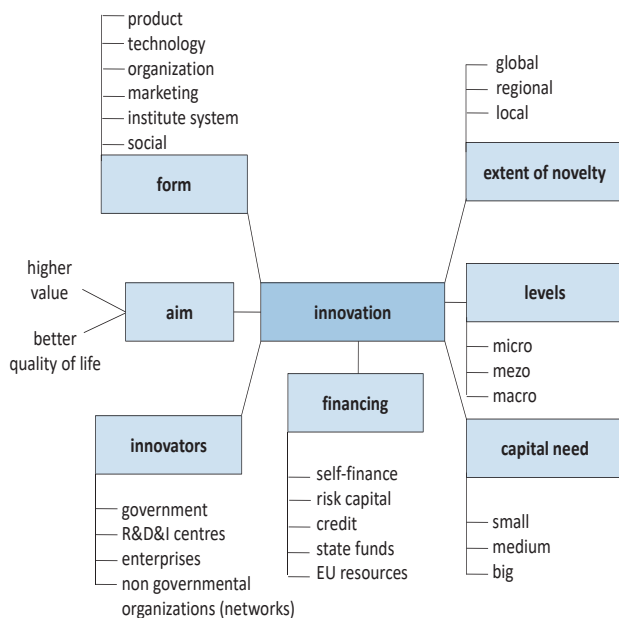 product
technology
organization
marketing
institute system
social
form
global
regional
local
extent of novelty
higher
value
better
quality of life
aim
innovation
levels
micro
mezo
macro
innovators
government
R&D&I centres
enterprises
non governmental
organizations (networks)
financing
self-finance
risk capital
credit
state funds
EU resources
capital need
small
medium
big